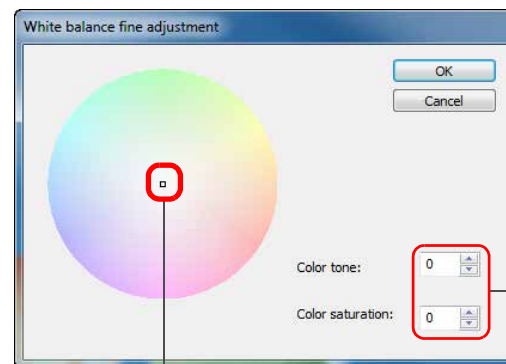 White balance fine adjustment
OK
Cancel
Color tone:
0
Color saturation:
0